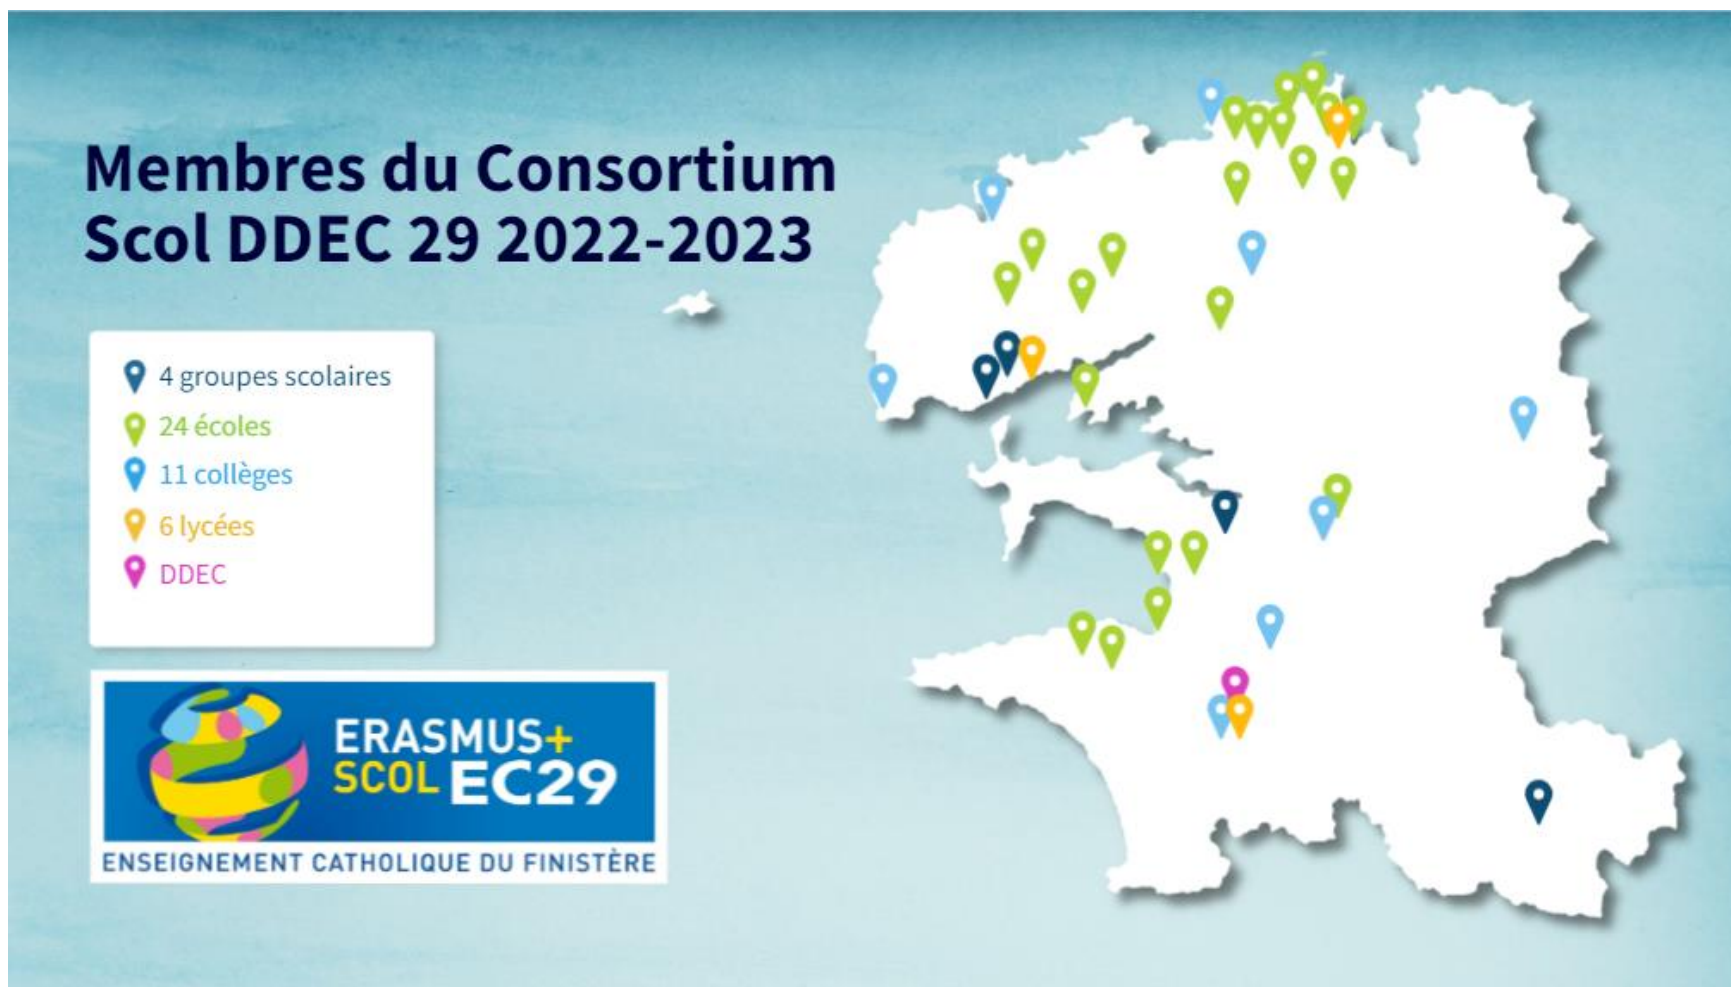 Membres du Consortium
Scol DDEC 29 2022-2023
4 groupes scolaires
24 écoles
11 collèges
6 lycées
DDEC
ERASMUS+
SCOL EC29
ENSEIGNEMENT CATHOLIQUE DU FINISTÈRE